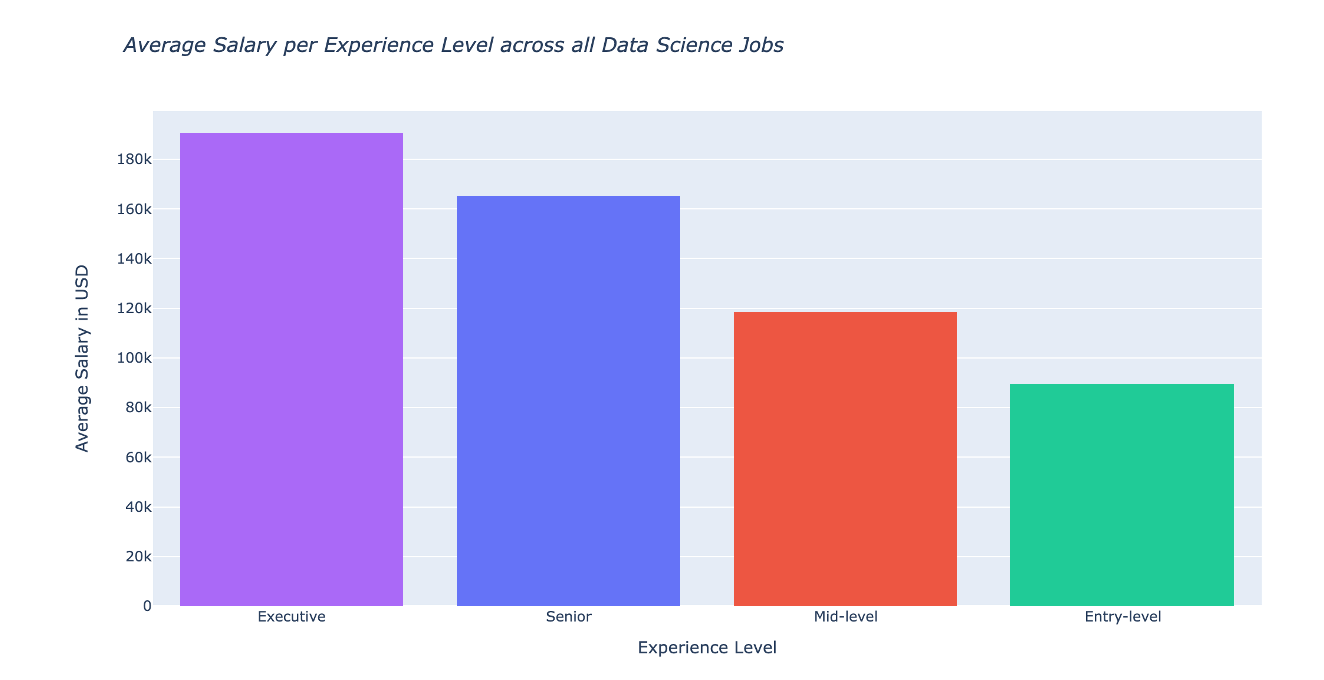 Average Salary per Experience Level across all Data Science Jobs
Average Salary in USD
180k
160k
140k
120k
100k
80k
60k
40k
20k
0
Executive Senior Mid-level Entry-level
Experience Level